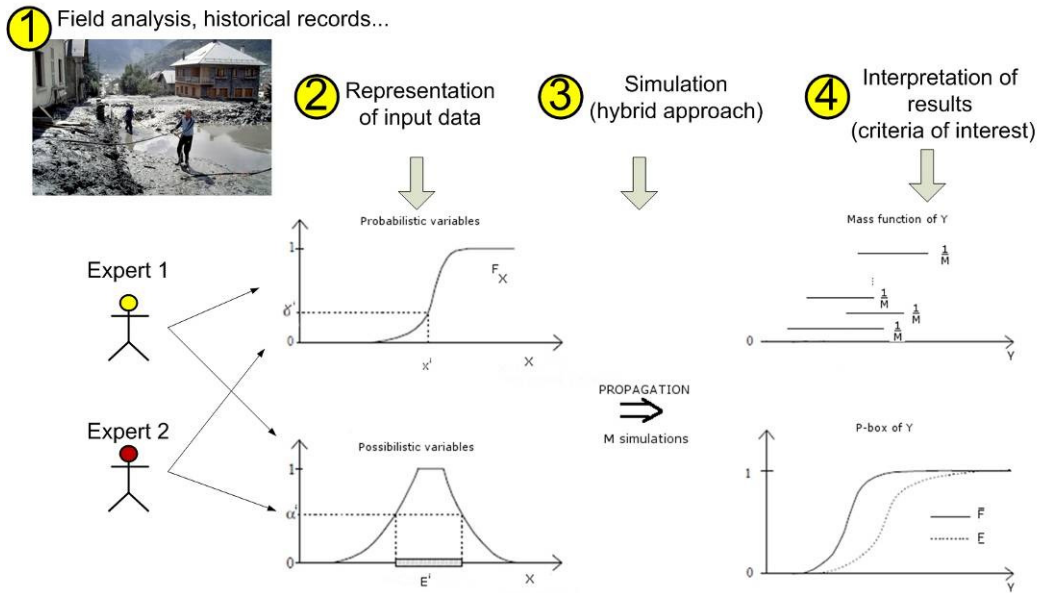 1 Field analysis, historical records...
2 Representation
of input data
3 Simulation
(hybrid approach)
4 Interpretation of
results
(criteria of interest)
Expert 1
Expert 2
Probabilistic variables
1
F_X
γ^i
0
x^i
X
Possibilistic variables
1
α^i
0
E^i
X
PROPAGATION
M simulations
Mass function of Y
1/M
⋮
1/M
1/M
1/M
0
Y
P-box of Y
1
F̅
F̲
0
Y